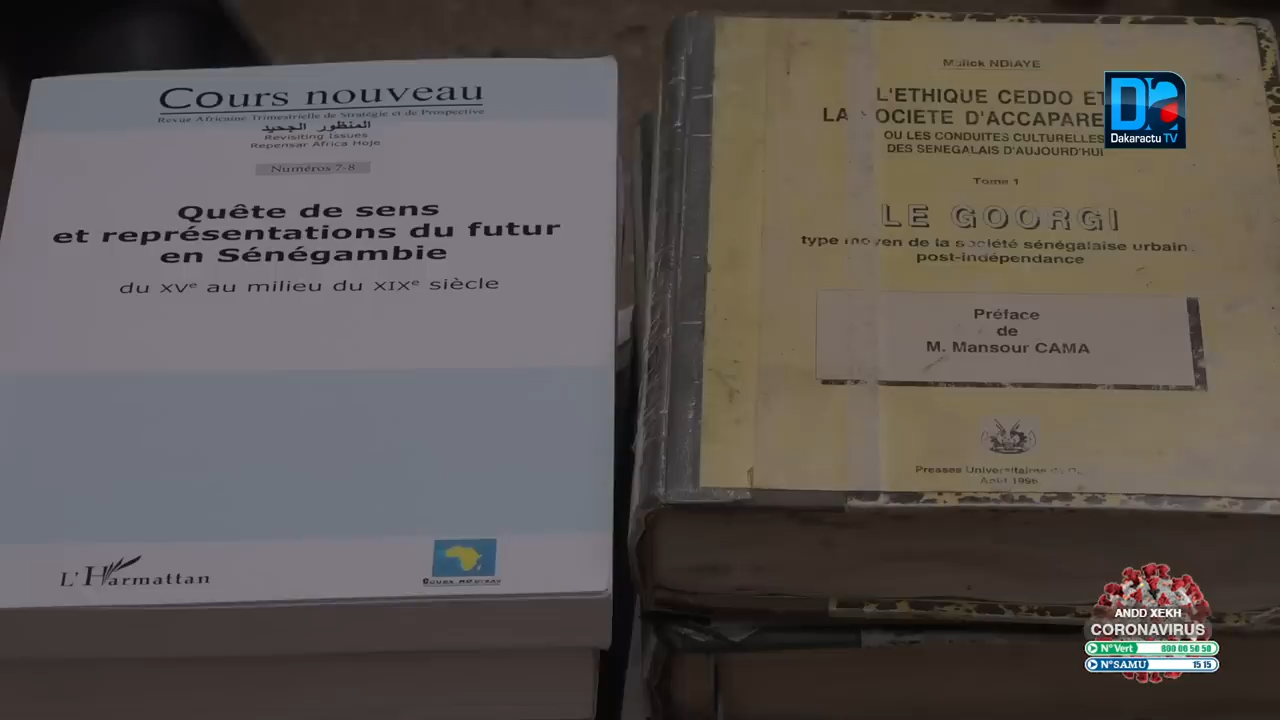 Cours nouveau
Revue Africaine Trimestrielle de Stratégie et de Prospective
المنظور الجديد
Revisiting Issues
Repensar Africa Hoje
Numéros 7-8
Quête de sens
et représentations du futur
en Sénégambie
du XVe au milieu du XIXe siècle
L'Harmattan
COURS NOUVEAU
Malick NDIAYE
L'ETHIQUE CEDDO ET
LA SOCIETE D'ACCAPARE
OU LES CONDUITES CULTURELLES
DES SENEGALAIS D'AUJOURD'HUI
Tome 1
LE GOORGI
type moyen de la société sénégalaise urbain
post-indépendance
Préface
de
M. Mansour CAMA
Presses Universitaires de
Août 1996
Dakaractu TV
ANDD XEKH
CORONAVIRUS
N°Vert 800 00 50 50
N°SAMU 15 15